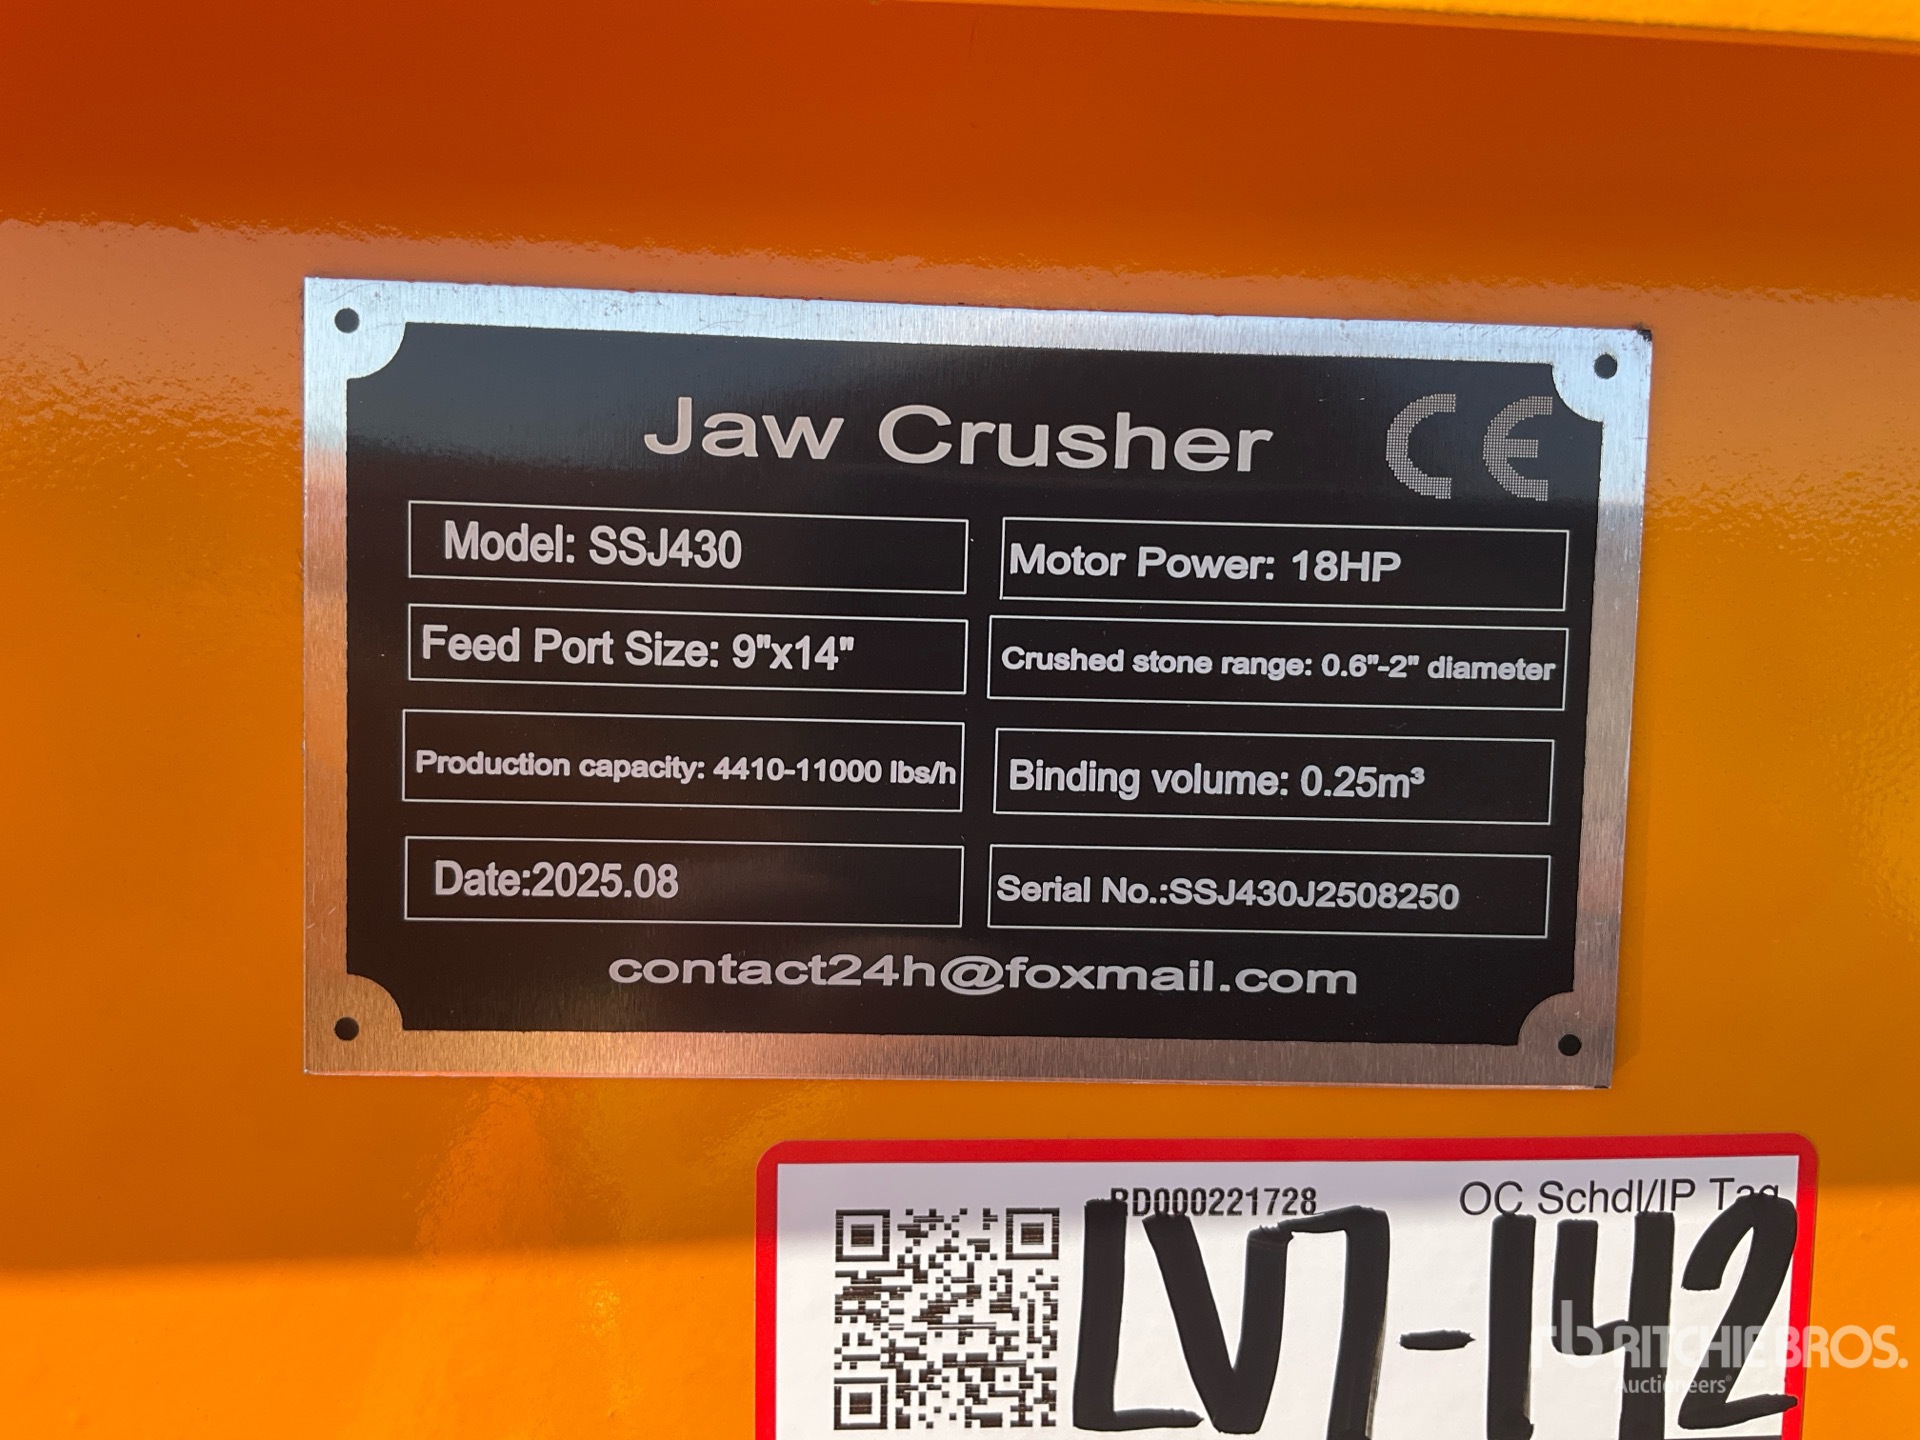 Jaw Crusher CE
Model: SSJ430
Motor Power: 18HP
Feed Port Size: 9"x14"
Crushed stone range: 0.6"-2" diameter
Production capacity: 4410-11000 lbs/h
Binding volume: 0.25m³
Date:2025.08
Serial No.:SSJ430J2508250
contact24h@foxmail.com
RD000221728
OC Schdl/IP Tag
LV7-142
RITCHIE BROS.
Auctioneers